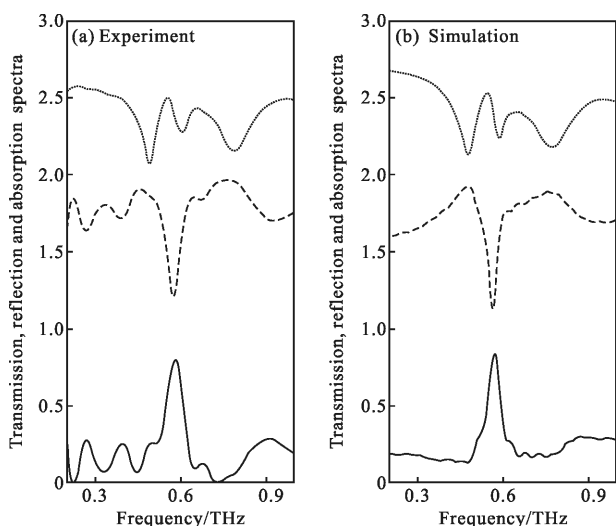 Transmission, reflection and absorption spectra
(a) Experiment
3.0
2.5
2.0
1.5
1.0
0.5
0
0.3 0.6 0.9
Frequency/THz
Transmission, reflection and absorption spectra
(b) Simulation
3.0
2.5
2.0
1.5
1.0
0.5
0
0.3 0.6 0.9
Frequency/THz